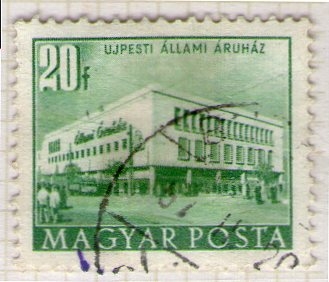 UJPESTI ÁLLAMI ÁRUHÁZ
20f
Állami Áruház
MAGYAR POSTA